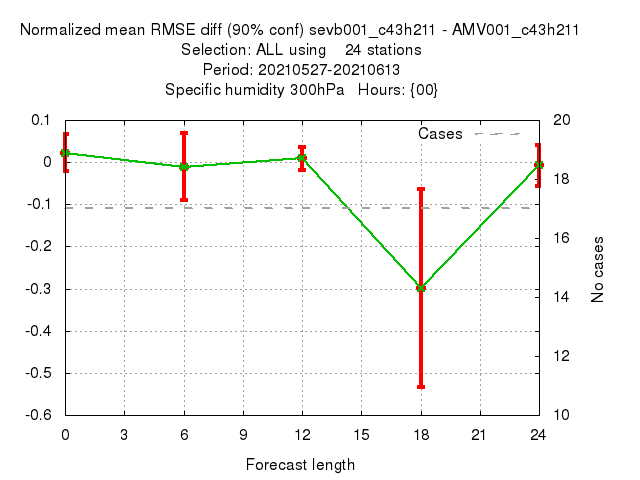 Normalized mean RMSE diff (90% conf) sevb001_c43h211 - AMV001_c43h211
Selection: ALL using 24 stations
Period: 20210527-20210613
Specific humidity 300hPa Hours: {00}
0.1
0
-0.1
-0.2
-0.3
-0.4
-0.5
-0.6
Cases
20
18
16
14
12
10
No cases
0 3 6 9 12 15 18 21 24
Forecast length